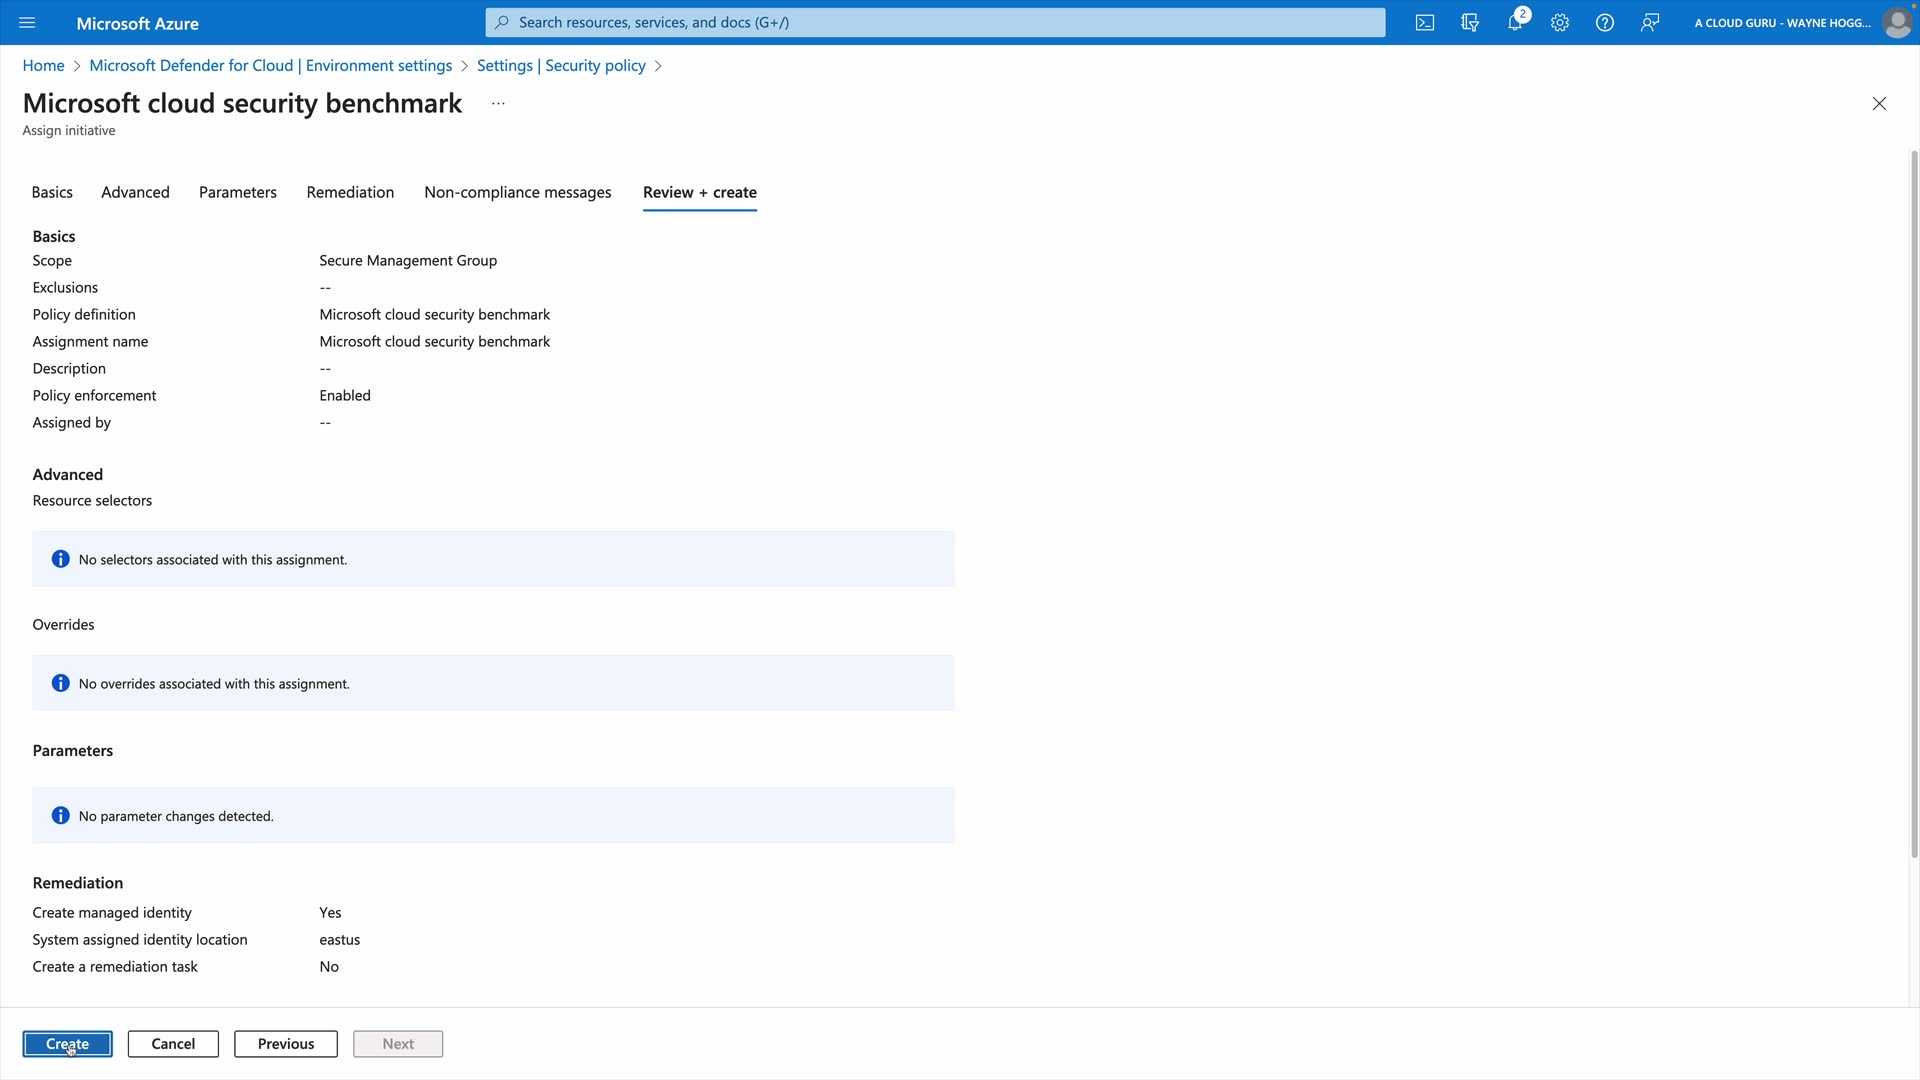 Microsoft Azure
Search resources, services, and docs (G+/)
2
A CLOUD GURU - WAYNE HOGG...
Home > Microsoft Defender for Cloud | Environment settings > Settings | Security policy >
Microsoft cloud security benchmark ...
Assign initiative
Basics Advanced Parameters Remediation Non-compliance messages Review + create
Basics
Scope Secure Management Group
Exclusions --
Policy definition Microsoft cloud security benchmark
Assignment name Microsoft cloud security benchmark
Description --
Policy enforcement Enabled
Assigned by --
Advanced
Resource selectors
No selectors associated with this assignment.
Overrides
No overrides associated with this assignment.
Parameters
No parameter changes detected.
Remediation
Create managed identity Yes
System assigned identity location eastus
Create a remediation task No
Create Cancel Previous Next